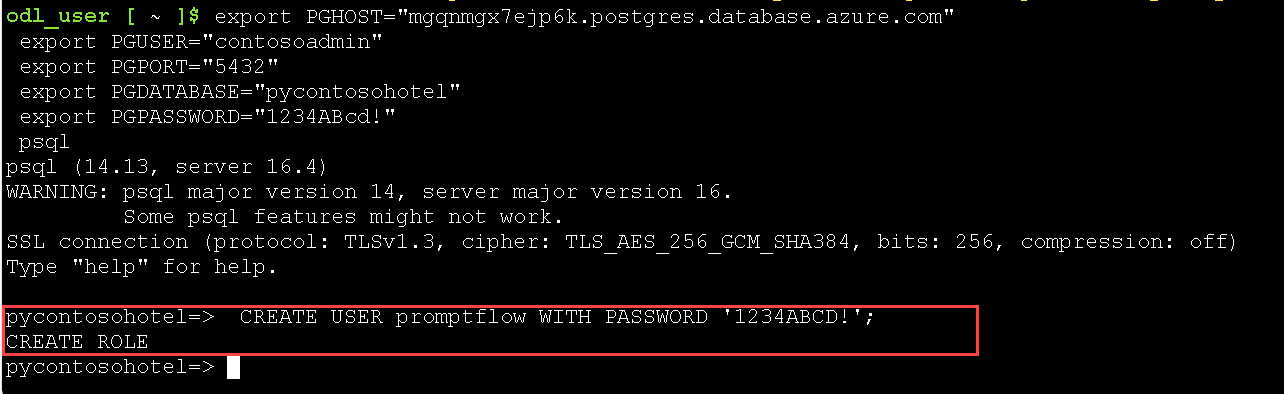 odl_user [ ~ ]$ export PGHOST="mgqnmgx7ejp6k.postgres.database.azure.com"
export PGUSER="contosoadmin"
export PGPORT="5432"
export PGDATABASE="pycontosohotel"
export PGPASSWORD="1234ABcd!"
psql
psql (14.13, server 16.4)
WARNING: psql major version 14, server major version 16.
Some psql features might not work.
SSL connection (protocol: TLSv1.3, cipher: TLS_AES_256_GCM_SHA384, bits: 256, compression: off)
Type "help" for help.
pycontosohotel=>  CREATE USER promptflow WITH PASSWORD '1234ABCD!';
CREATE ROLE
pycontosohotel=>